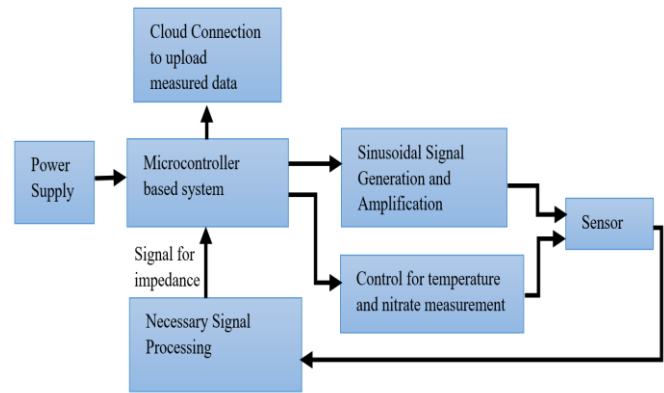 Cloud Connection
to upload
measured data
Power
Supply
Microcontroller
based system
Sinusoidal Signal
Generation and
Amplification
Sensor
Signal for
impedance
Control for temperature
and nitrate measurement
Necessary Signal
Processing